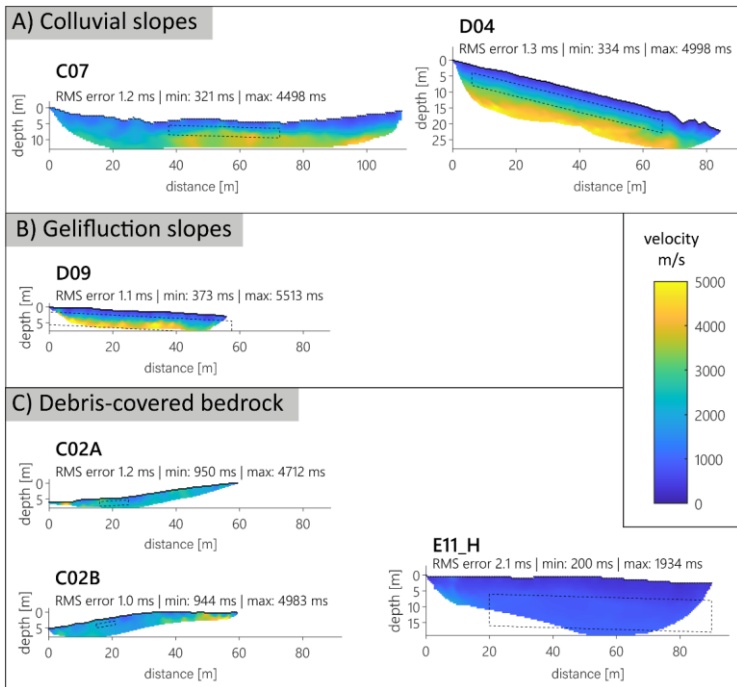 A) Colluvial slopes
C07
RMS error 1.2 ms | min: 321 ms | max: 4498 ms
depth [m]
0
5
10
0 20 40 60 80 100
distance [m]
D04
RMS error 1.3 ms | min: 334 ms | max: 4998 ms
depth [m]
0
5
10
15
20
25
0 20 40 60 80
distance [m]
B) Gelifluction slopes
D09
RMS error 1.1 ms | min: 373 ms | max: 5513 ms
depth [m]
0
5
0 20 40 60 80
distance [m]
velocity
m/s
5000
4000
3000
2000
1000
0
C) Debris-covered bedrock
C02A
RMS error 1.2 ms | min: 950 ms | max: 4712 ms
depth [m]
0
5
0 20 40 60 80
distance [m]
C02B
RMS error 1.0 ms | min: 944 ms | max: 4983 ms
depth [m]
0
5
0 20 40 60 80
distance [m]
E11_H
RMS error 2.1 ms | min: 200 ms | max: 1934 ms
depth [m]
0
5
10
15
0 20 40 60 80
distance [m]